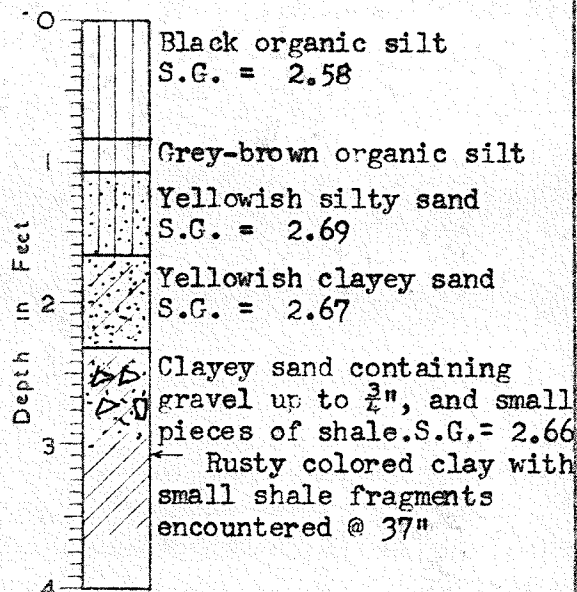 0
Black organic silt
S.G. = 2.58
1
Grey-brown organic silt
Yellowish silty sand
S.G. = 2.69
Depth in Feet
2
Yellowish clayey sand
S.G. = 2.67
Clayey sand containing
gravel up to ¾", and small
3
pieces of shale.S.G.= 2.66
Rusty colored clay with
small shale fragments
encountered @ 37"
4